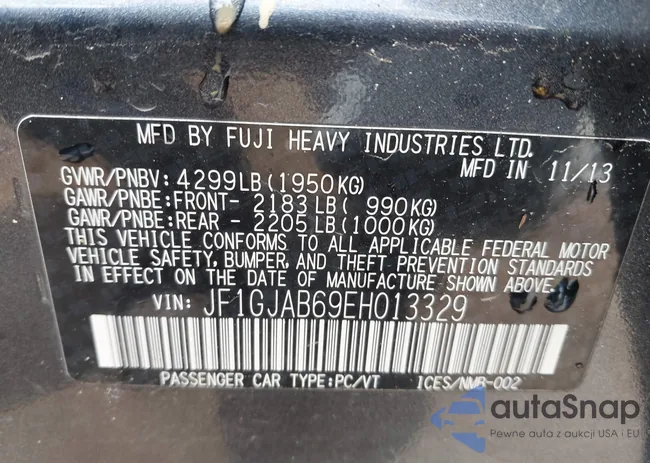 MFD BY FUJI HEAVY INDUSTRIES LTD.
MFD IN 11/13
GVWR/PNBV: 4299LB(1950KG)
GAWR/PNBE:FRONT- 2183LB( 990KG)
GAWR/PNBE:REAR - 2205LB(1000KG)
THIS VEHICLE CONFORMS TO ALL APPLICABLE FEDERAL MOTOR
VEHICLE SAFETY, BUMPER, AND THEFT PREVENTION STANDARDS
IN EFFECT ON THE DATE OF MANUFACTURE SHOWN ABOVE.
VIN: JF1GJAB69EH013329
PASSENGER CAR TYPE:PC/VT ICES/NMB-002
autaSnap
Pewne auta z aukcji USA i EU